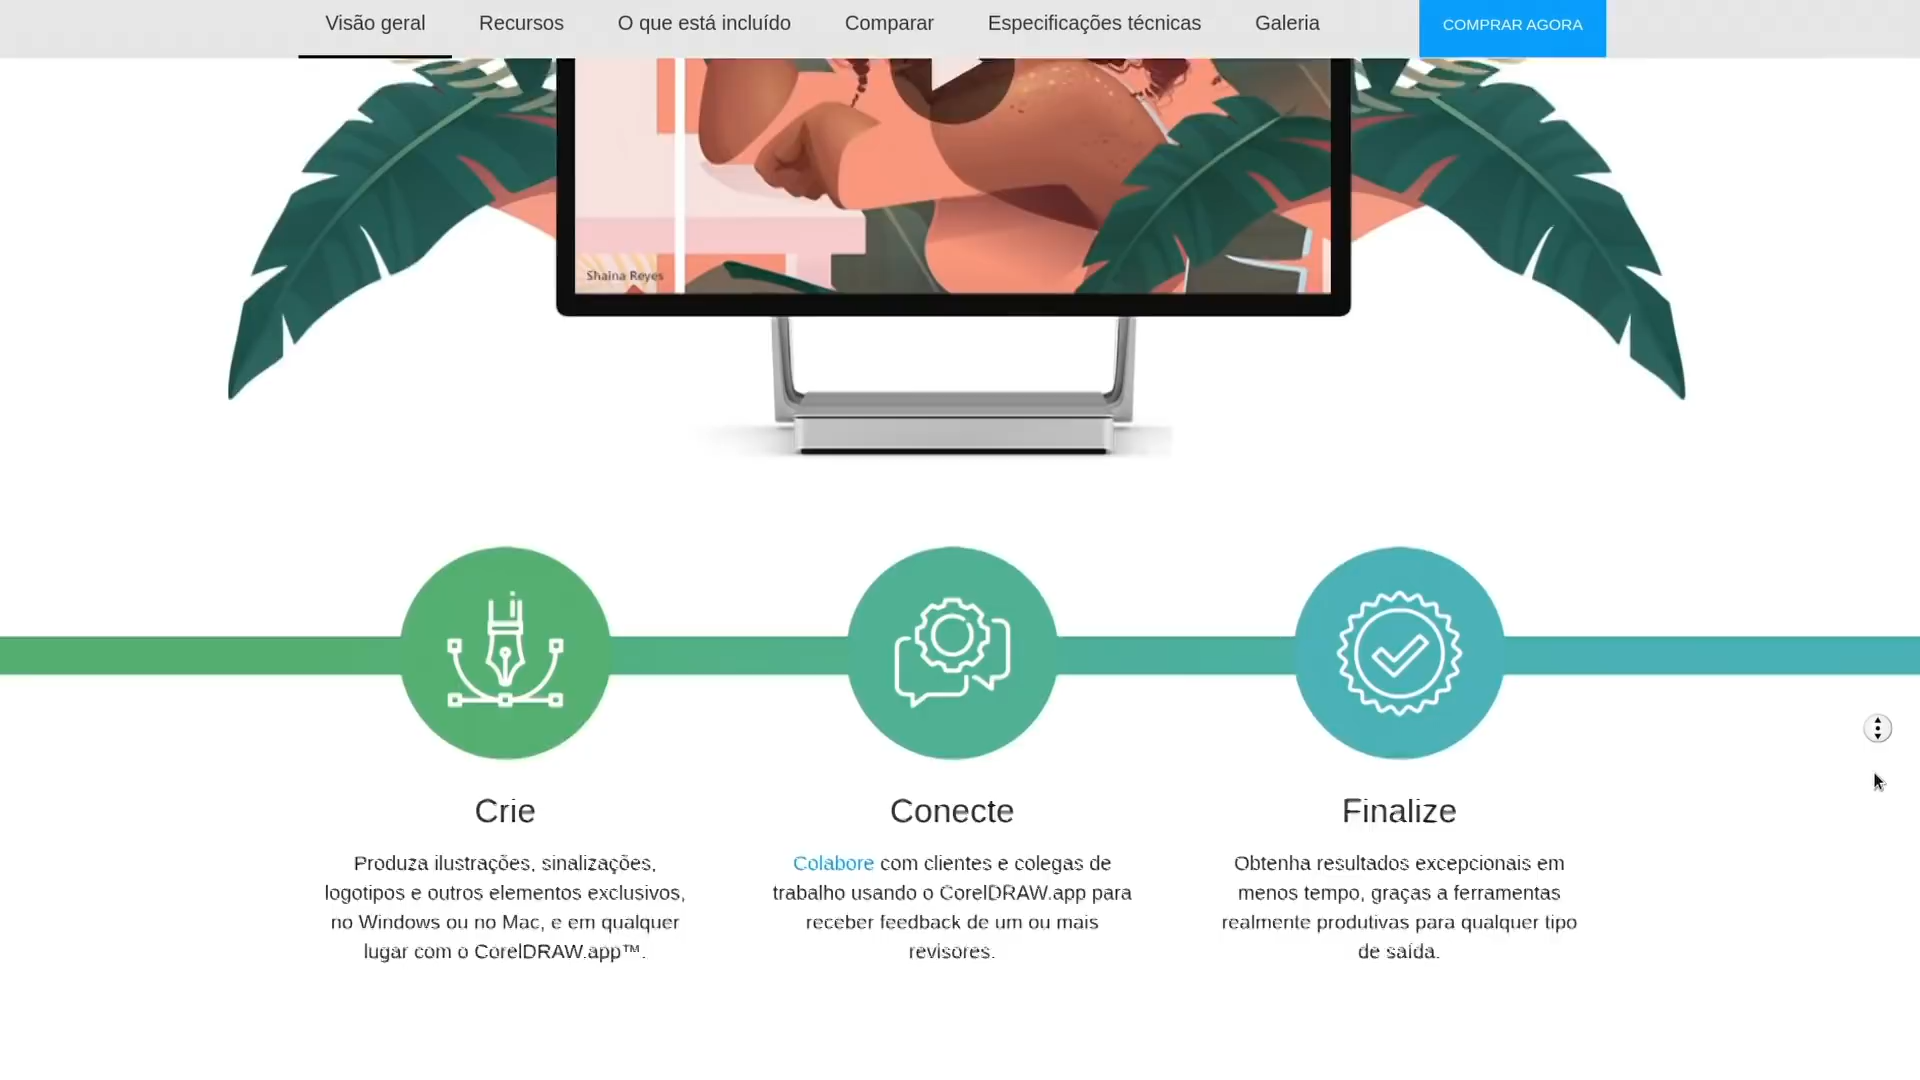 Visão geral
Recursos
O que está incluído
Comparar
Especificações técnicas
Galeria
COMPRAR AGORA
Shaina Reyes
Crie
Produza ilustrações, sinalizações,
logotipos e outros elementos exclusivos,
no Windows ou no Mac, e em qualquer
lugar com o CorelDRAW.app™.
Conecte
Colabore com clientes e colegas de
trabalho usando o CorelDRAW.app para
receber feedback de um ou mais
revisores.
Finalize
Obtenha resultados excepcionais em
menos tempo, graças a ferramentas
realmente produtivas para qualquer tipo
de saída.